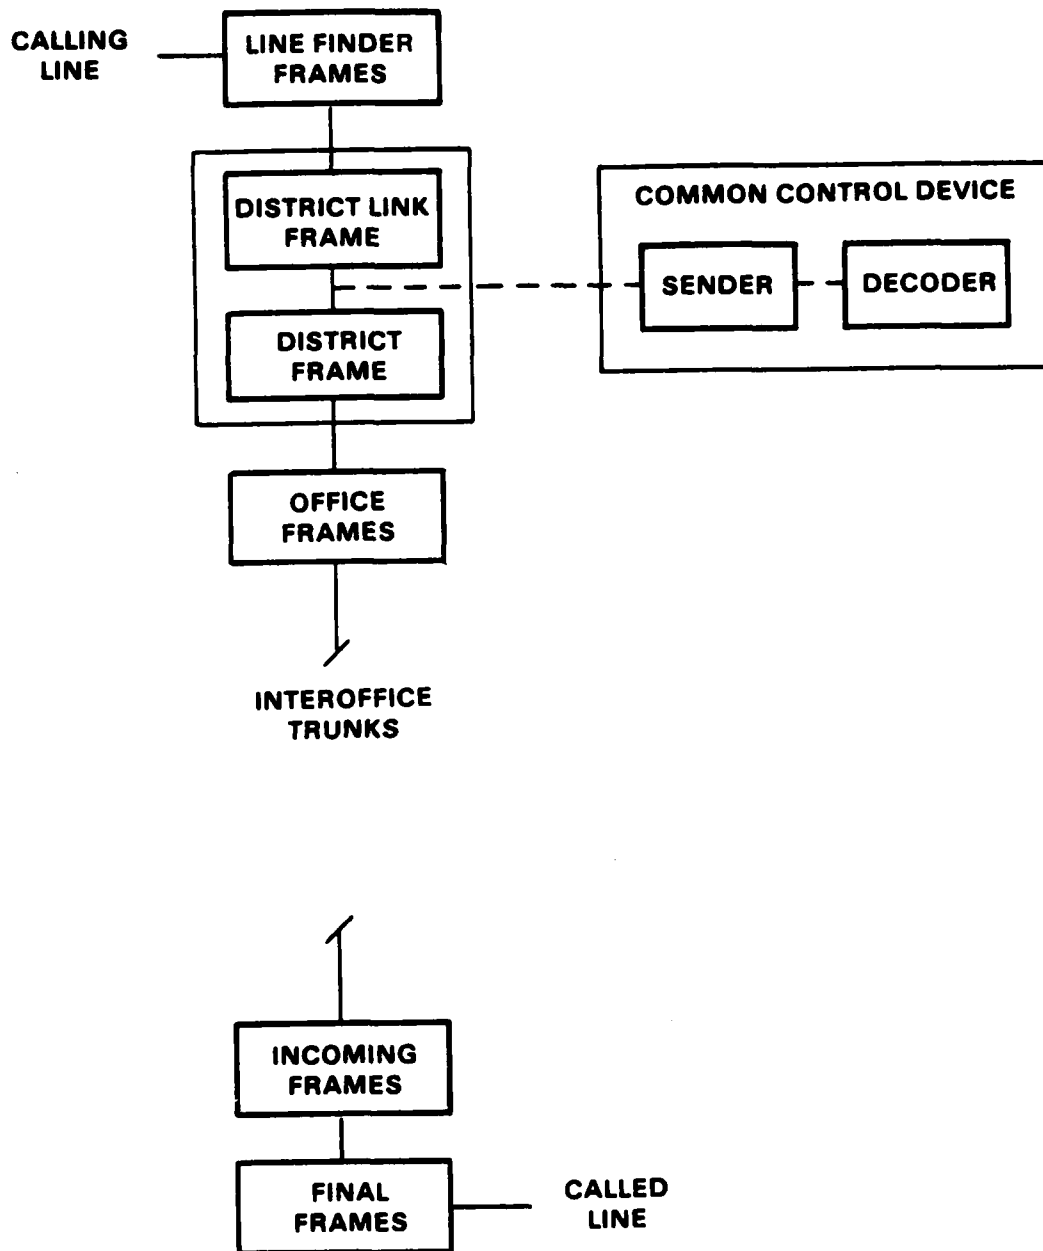 CALLING
LINE
LINE FINDER
FRAMES
DISTRICT LINK
FRAME
COMMON CONTROL DEVICE
SENDER
DECODER
DISTRICT
FRAME
OFFICE
FRAMES
INTEROFFICE
TRUNKS
INCOMING
FRAMES
FINAL
FRAMES
CALLED
LINE